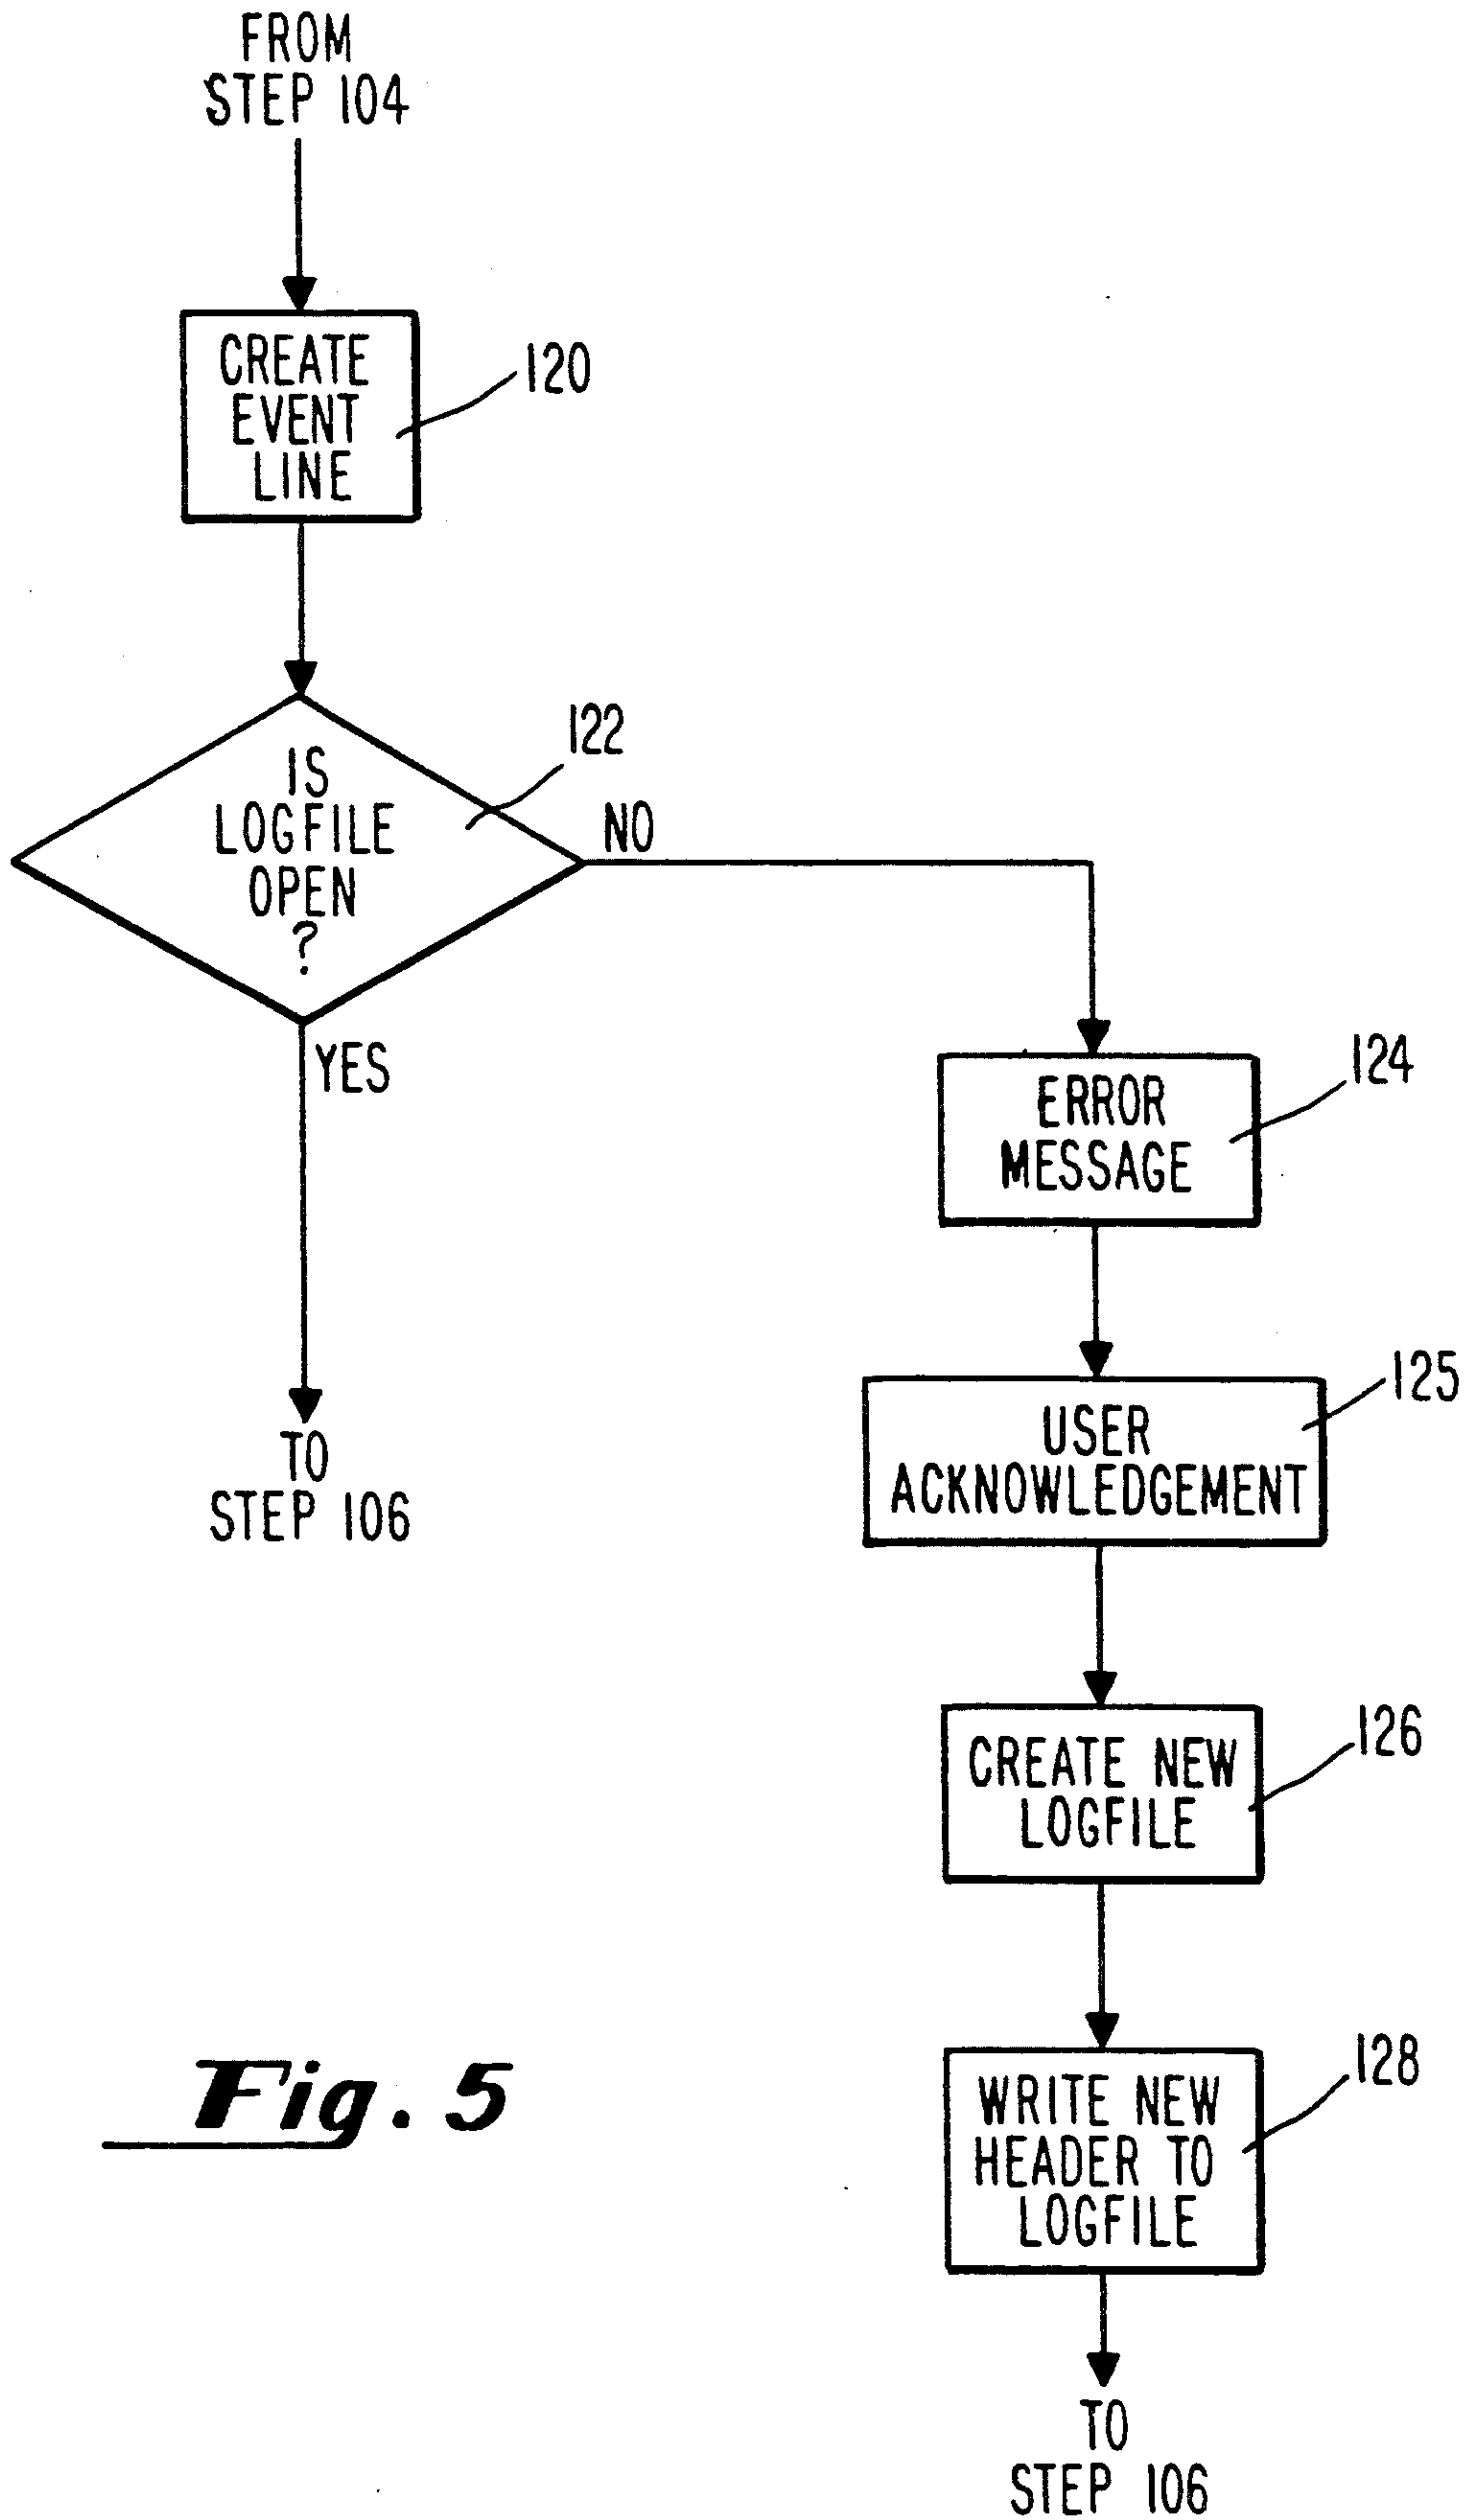 FROM
STEP 104
CREATE
EVENT
LINE
120
IS
LOGFILE
OPEN
?
122
NO
YES
TO
STEP 106
ERROR
MESSAGE
124
USER
ACKNOWLEDGEMENT
125
CREATE NEW
LOGFILE
126
WRITE NEW
HEADER TO
LOGFILE
128
TO
STEP 106
Fig. 5